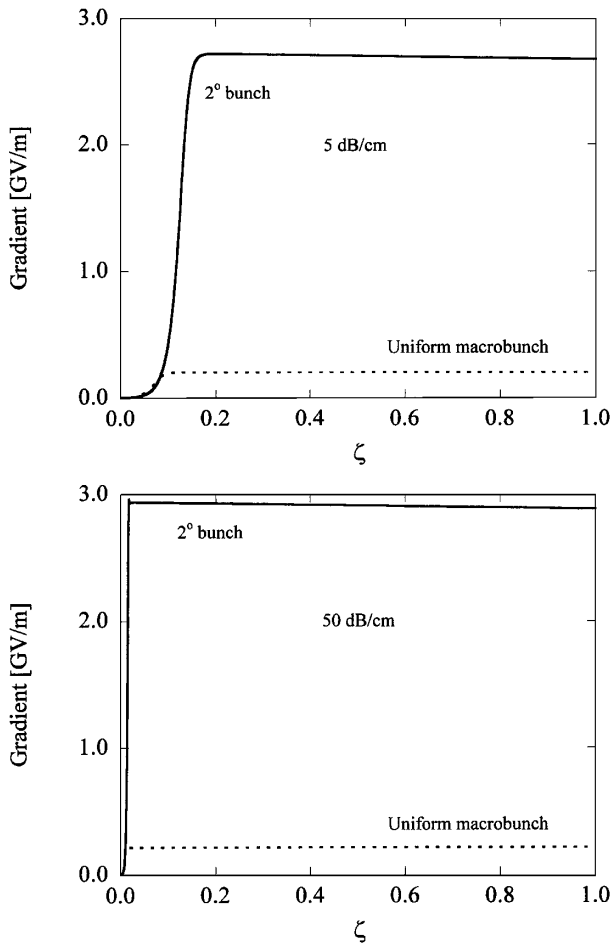 3.0
2.0
1.0
0.0
Gradient [GV/m]
2° bunch
5 dB/cm
Uniform macrobunch
0.0 0.2 0.4 0.6 0.8 1.0
ζ
3.0
2.0
1.0
0.0
Gradient [GV/m]
2° bunch
50 dB/cm
Uniform macrobunch
0.0 0.2 0.4 0.6 0.8 1.0
ζ